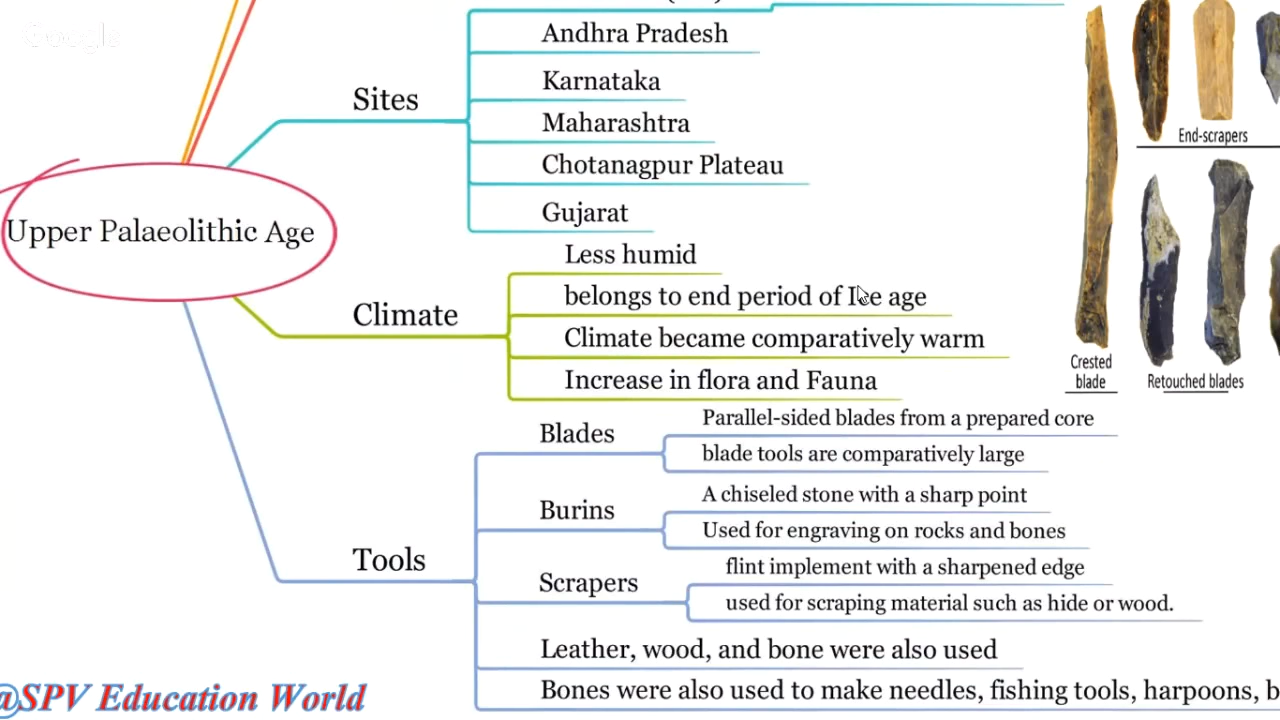 Google
Andhra Pradesh
Karnataka
Sites
Maharashtra
Chotanagpur Plateau
Gujarat
Upper Palaeolithic Age
Less humid
belongs to end period of Ice age
Climate
Climate became comparatively warm
Increase in flora and Fauna
End-scrapers
Crested
blade
Retouched blades
Blades
Parallel-sided blades from a prepared core
blade tools are comparatively large
Burins
A chiseled stone with a sharp point
Used for engraving on rocks and bones
Tools
Scrapers
flint implement with a sharpened edge
used for scraping material such as hide or wood.
Leather, wood, and bone were also used
Bones were also used to make needles, fishing tools, harpoons,
@SPV Education World